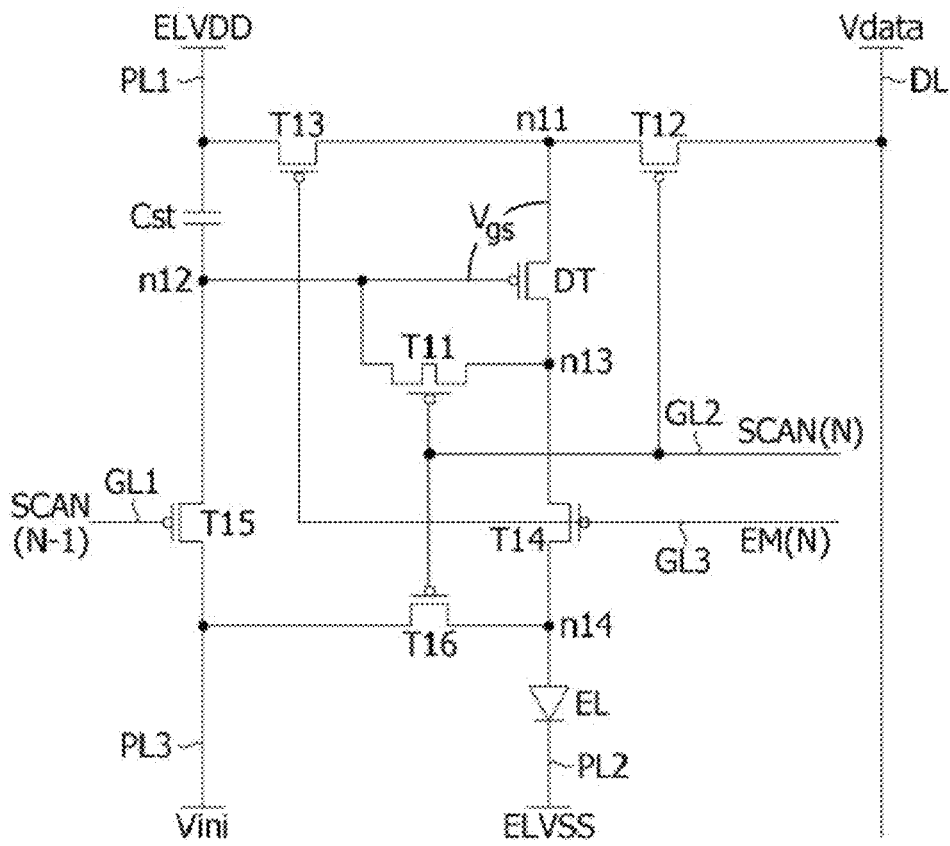 ELVDD
Vdata
PL1
DL
T13
n11
T12
Cst
Vgs
n12
DT
T11
n13
GL2
SCAN(N)
SCAN
(N-1)
GL1
T15
T14
GL3
EM(N)
T16
n14
EL
PL3
PL2
Vini
ELVSS